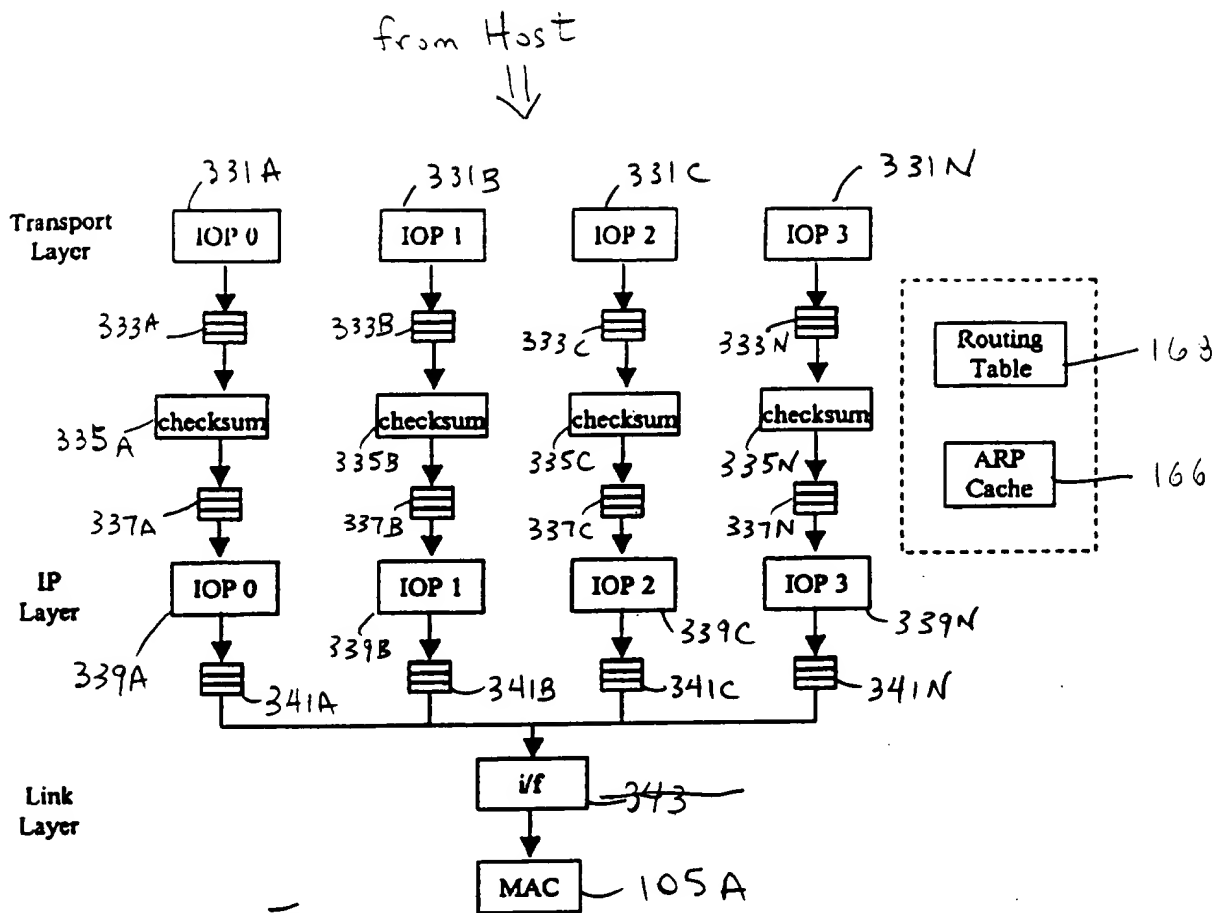 from Host
331A
331B
331C
331N
Transport
Layer
IOP 0
IOP 1
IOP 2
IOP 3
333A
333B
333C
333N
Routing
Table
163
checksum
checksum
checksum
checksum
335A
335B
335C
335N
ARP
Cache
166
337A
337B
337C
337N
IP
Layer
IOP 0
IOP 1
IOP 2
IOP 3
339A
339B
339C
339N
341A
341B
341C
341N
Link
Layer
i/f
343
MAC
105A